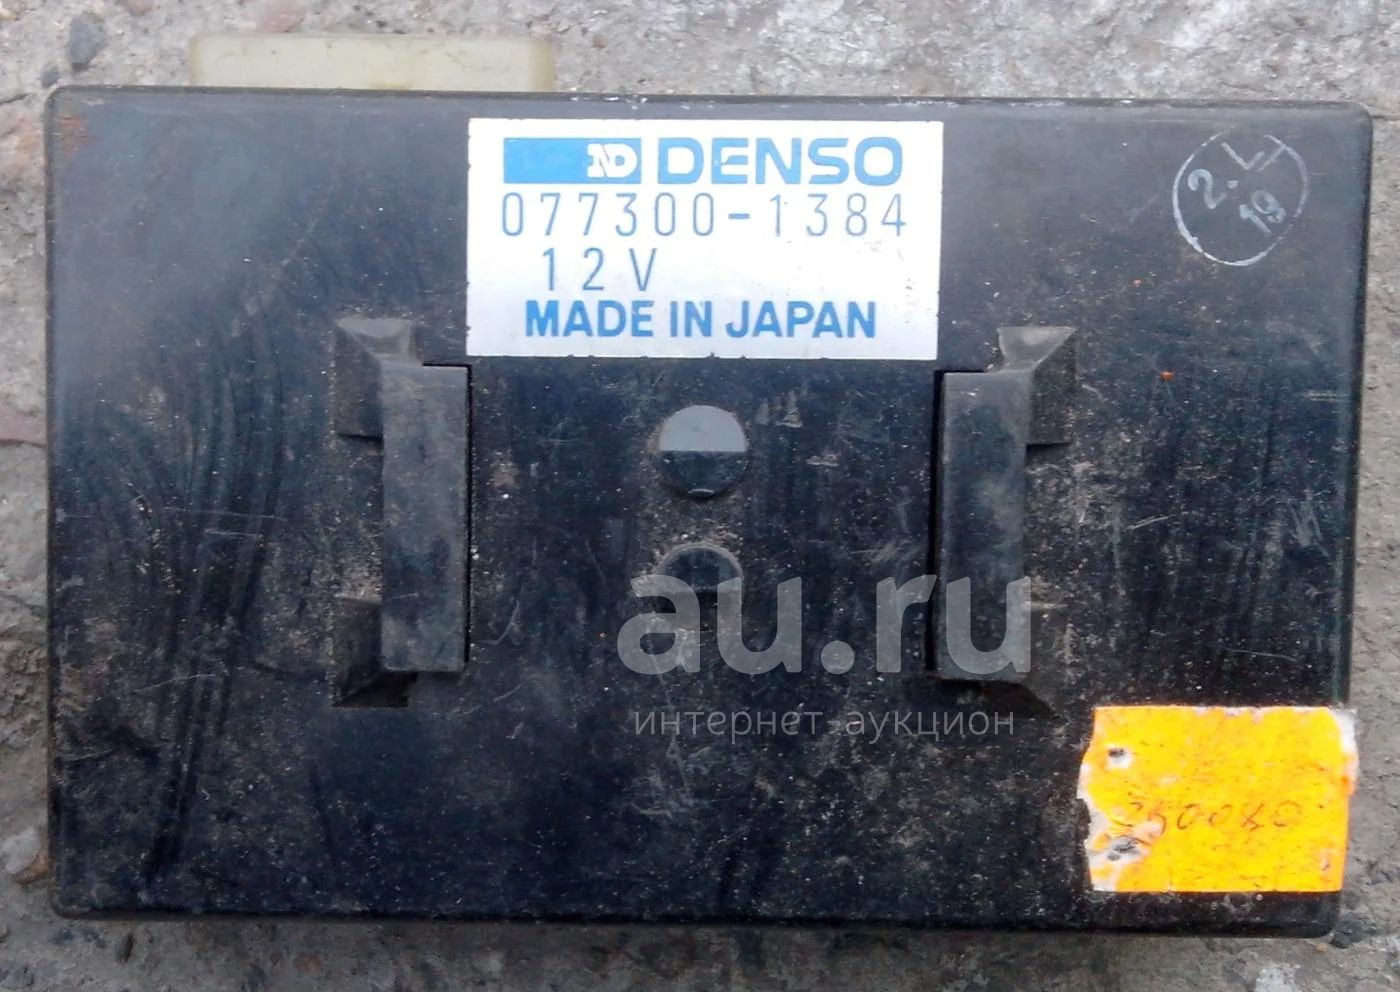 ND DENSO
077300-1384
12V
MADE IN JAPAN
2-L
19
au.ru
интернет-аукцион